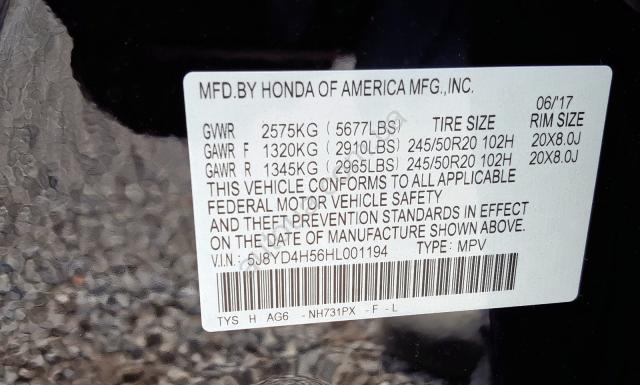 MFD.BY HONDA OF AMERICA MFG.,INC.
06/'17
GVWR 2575KG ( 5677LBS) TIRE SIZE RIM SIZE
GAWR F 1320KG ( 2910LBS) 245/50R20 102H 20X8.0J
GAWR R 1345KG ( 2965LBS) 245/50R20 102H 20X8.0J
THIS VEHICLE CONFORMS TO ALL APPLICABLE
FEDERAL MOTOR VEHICLE SAFETY
AND THEFT PREVENTION STANDARDS IN EFFECT
ON THE DATE OF MANUFACTURE SHOWN ABOVE.
V.I.N: 5J8YD4H56HL001194 TYPE: MPV
TYS H AG6 -NH731PX -F -L